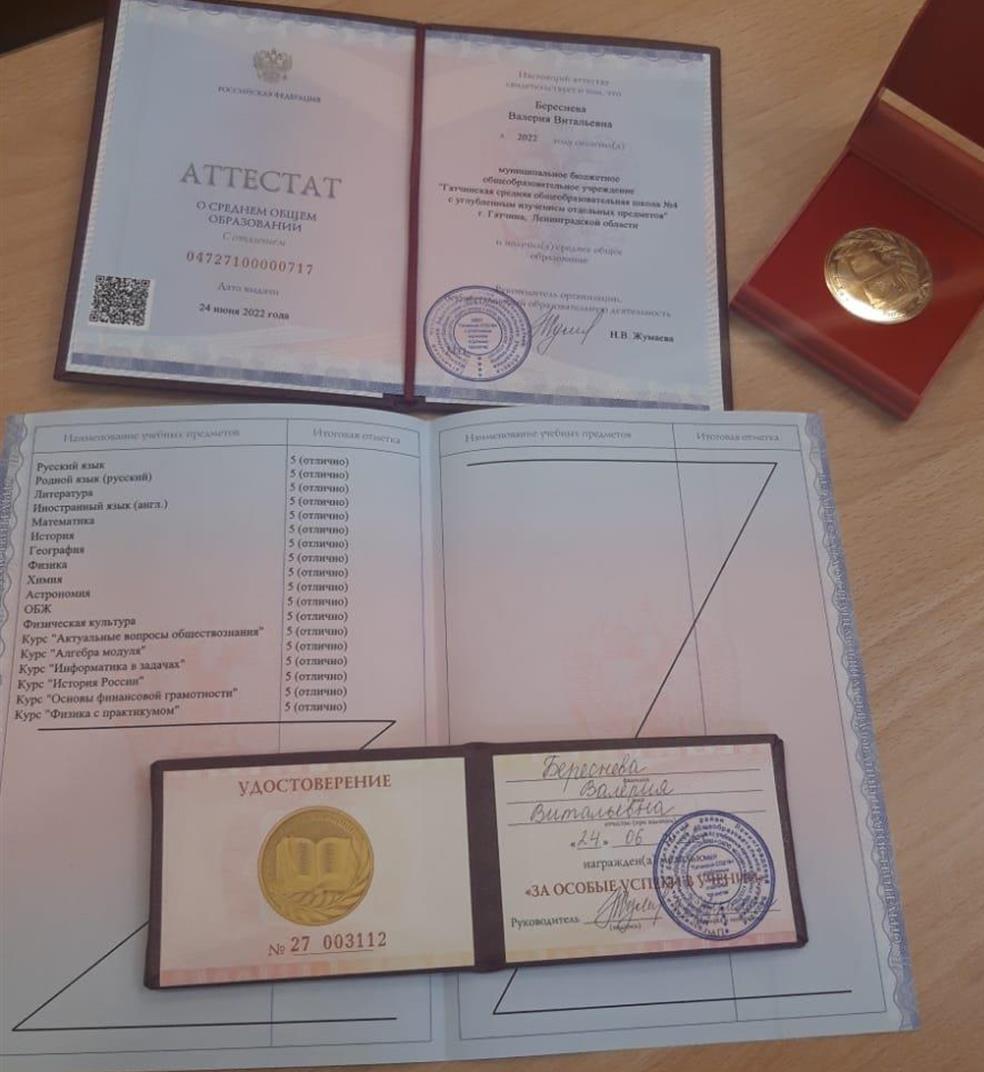 РОССИЙСКАЯ ФЕДЕРАЦИЯ
АТТЕСТАТ
О СРЕДНЕМ ОБЩЕМ
ОБРАЗОВАНИИ
С отличием
04727100000717
Дата выдачи
24 июня 2022 года
Настоящий аттестат
свидетельствует о том, что
Береснева
Валерия Витальевна
в 2022 году окончил(а)
муниципальное бюджетное
общеобразовательное учреждение
"Гатчинская средняя общеобразовательная школа №4
с углубленным изучением отдельных предметов"
г. Гатчина, Ленинградской области
и получил(а) среднее общее
образование
Руководитель организации,
образовательную деятельность
Н.В. Жумаева
Наименование учебных предметов Итоговая отметка
Русский язык 5 (отлично)
Родной язык (русский) 5 (отлично)
Литература 5 (отлично)
Иностранный язык (англ.) 5 (отлично)
Математика 5 (отлично)
История 5 (отлично)
География 5 (отлично)
Физика 5 (отлично)
Химия 5 (отлично)
Астрономия 5 (отлично)
ОБЖ 5 (отлично)
Физическая культура 5 (отлично)
Курс "Актуальные вопросы обществознания" 5 (отлично)
Курс "Алгебра модуля" 5 (отлично)
Курс "Информатика в задачах" 5 (отлично)
Курс "История России" 5 (отлично)
Курс "Основы финансовой грамотности" 5 (отлично)
Курс "Физика с практикумом" 5 (отлично)
Наименование учебных предметов Итоговая отметка
УДОСТОВЕРЕНИЕ
№ 27 003112
Береснева
фамилия
Валерия
Витальевна
отчество (при наличии)
«24» 06
награжден(а) медалью
«ЗА ОСОБЫЕ УСПЕХИ В УЧЕНИИ»
Руководитель
(подпись)